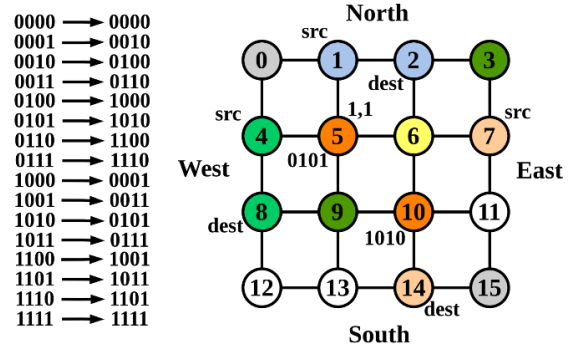 0000 → 0000
0001 → 0010
0010 → 0100
0011 → 0110
0100 → 1000
0101 → 1010
0110 → 1100
0111 → 1110
1000 → 0001
1001 → 0011
1010 → 0101
1011 → 0111
1100 → 1001
1101 → 1011
1110 → 1101
1111 → 1111
North
src
0 1 2 3
dest
src 1,1 src
4 5 6 7
0101
West East
8 9 10 11
dest 1010
12 13 14 15
dest
South